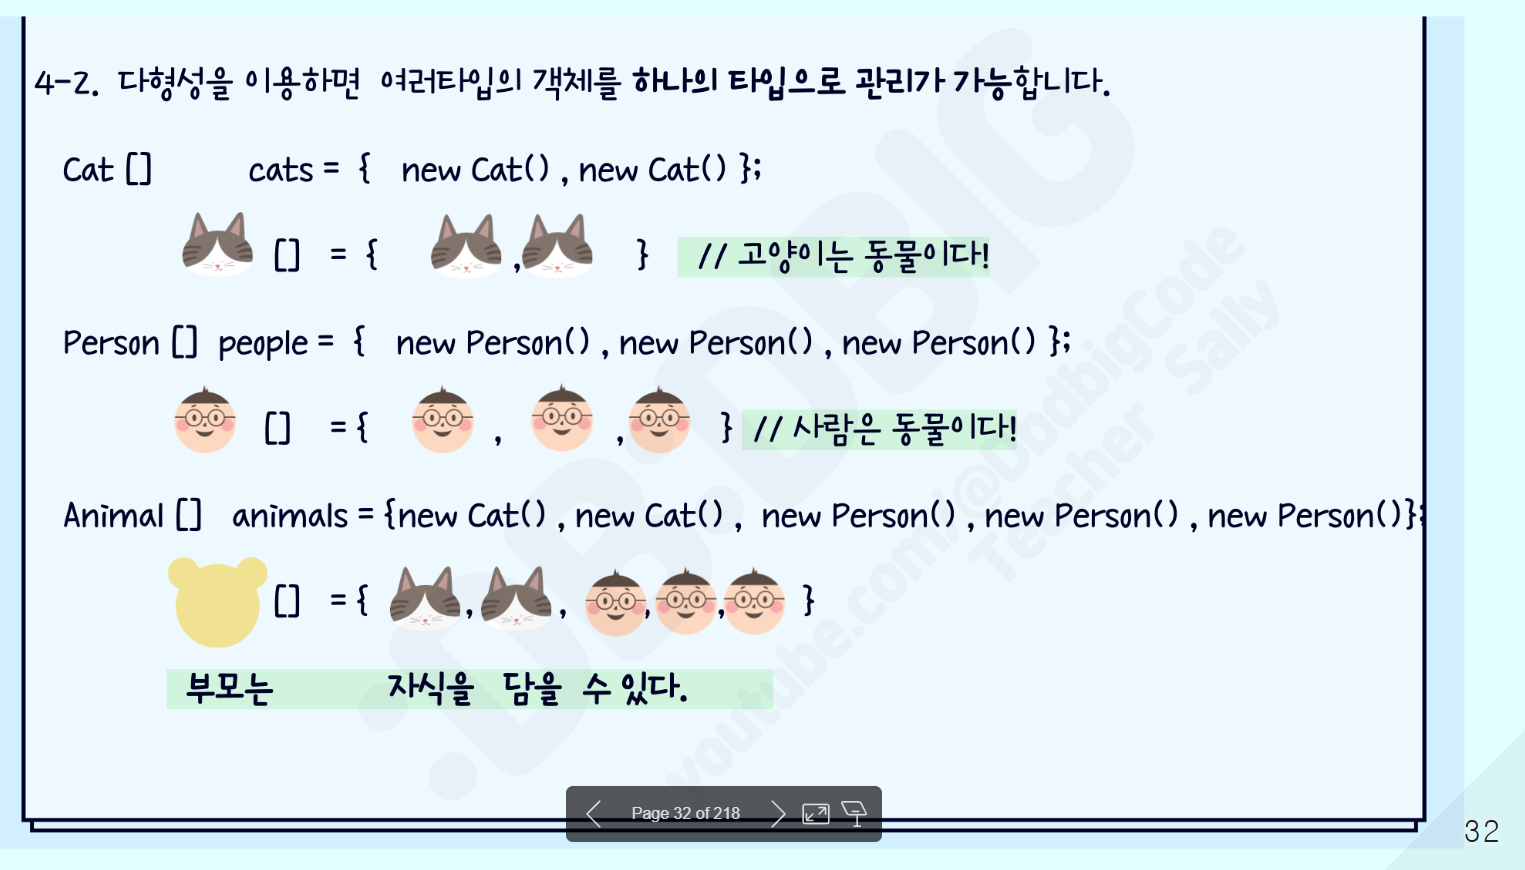 4-2. 다형성을 이용하면 여러타입의 객체를 하나의 타입으로 관리가 가능합니다.
Cat [] cats = { new Cat() , new Cat() };
[] = { , } // 고양이는 동물이다!
Person [] people = { new Person() , new Person() , new Person() };
[] = { , , } // 사람은 동물이다!
Animal [] animals = {new Cat() , new Cat() , new Person() , new Person() , new Person()};
[] = { , , , , }
부모는 자식을 담을 수 있다.
DBDBIG
youtube.com/@DbdbigCode
Teacher Sally
Page 32 of 218
32